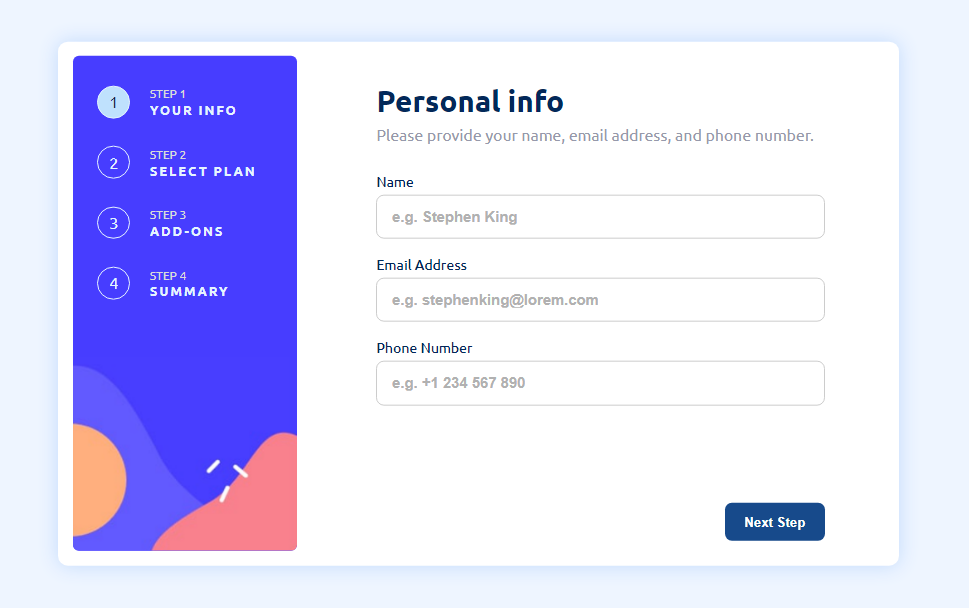 1
STEP 1
YOUR INFO
2
STEP 2
SELECT PLAN
3
STEP 3
ADD-ONS
4
STEP 4
SUMMARY
Personal info
Please provide your name, email address, and phone number.
Name
e.g. Stephen King
Email Address
e.g. stephenking@lorem.com
Phone Number
e.g. +1 234 567 890
Next Step